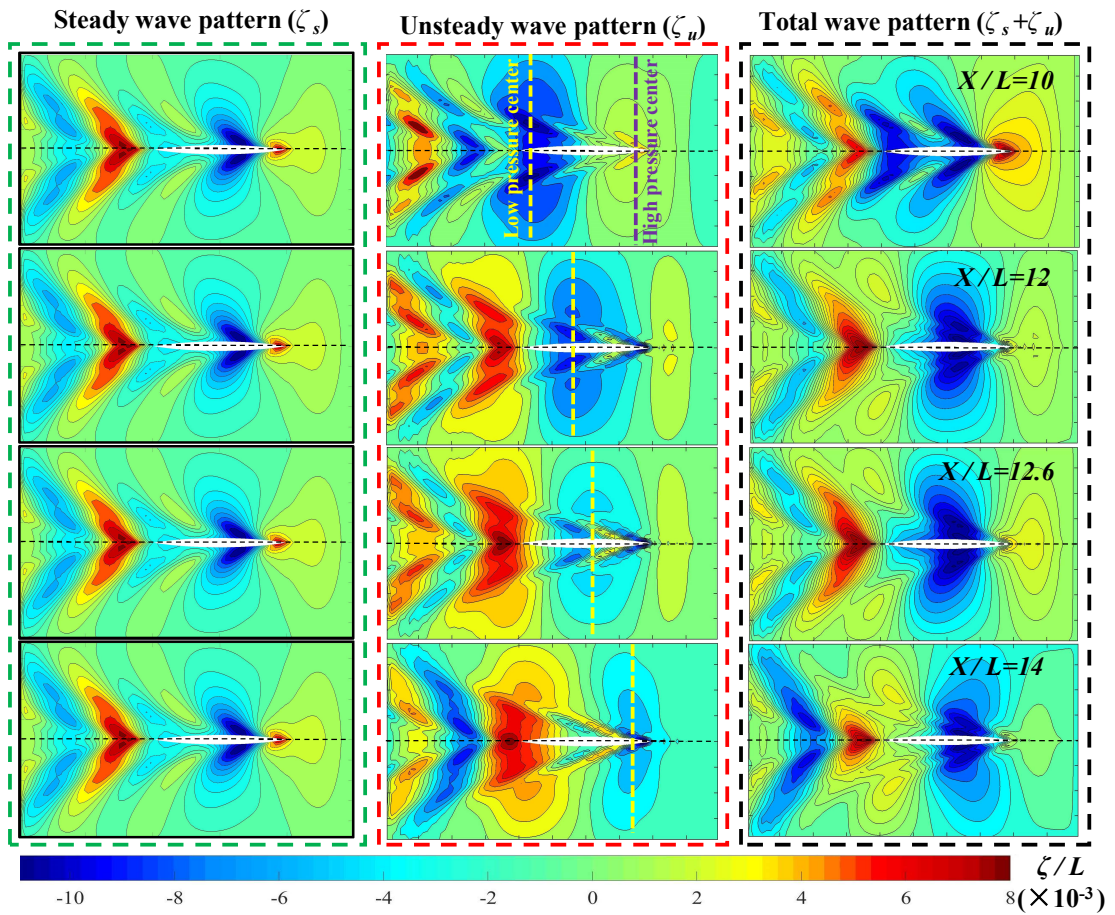 Steady wave pattern (ζs)
Unsteady wave pattern (ζu)
Total wave pattern (ζs+ζu)
Low pressure center
High pressure center
X/L=10
X/L=12
X/L=12.6
X/L=14
-10 -8 -6 -4 -2 0 2 4 6 8
ζ/L
(×10⁻³)